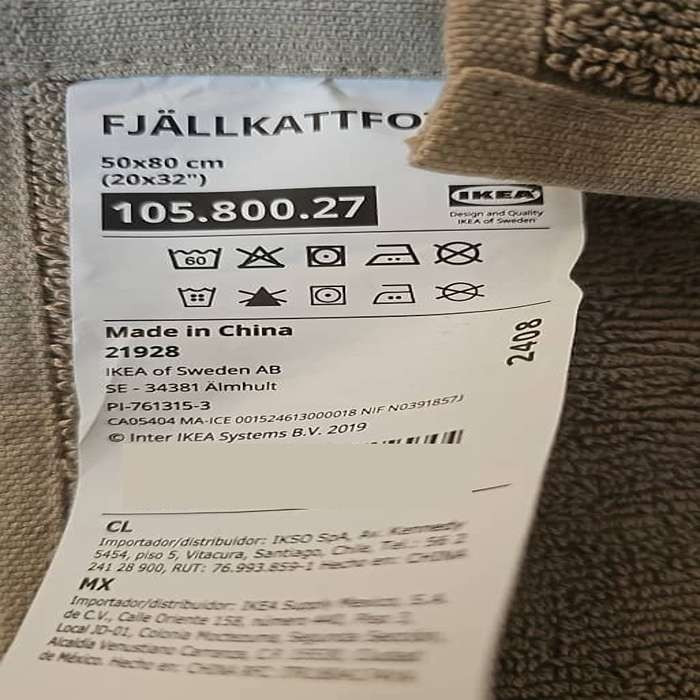 FJÄLLKATTFO
50x80 cm
(20x32")
105.800.27
IKEA
Design and Quality
IKEA of Sweden
60
Made in China
21928
2408
IKEA of Sweden AB
SE - 34381 Älmhult
PI-761315-3
CA05404 MA-ICE 001524613000018 NIF N0391857J
© Inter IKEA Systems B.V. 2019
CL
Importador/distribuidor: IKSO SpA, Av. Kennedy
5454, piso 5, Vitacura, Santiago, Chile, Tel.: 56 2
241 28 900, RUT: 76.993.859-1 Hecho en: CHINA
MX
Importador/distribuidor: IKEA Supply Mexico, S.A.
de C.V., Calle Oriente 158, número
Local JD-01, Colonia
Alcaldía Venustiano Carranza, C.P.
de México. Hecho en: CHINA